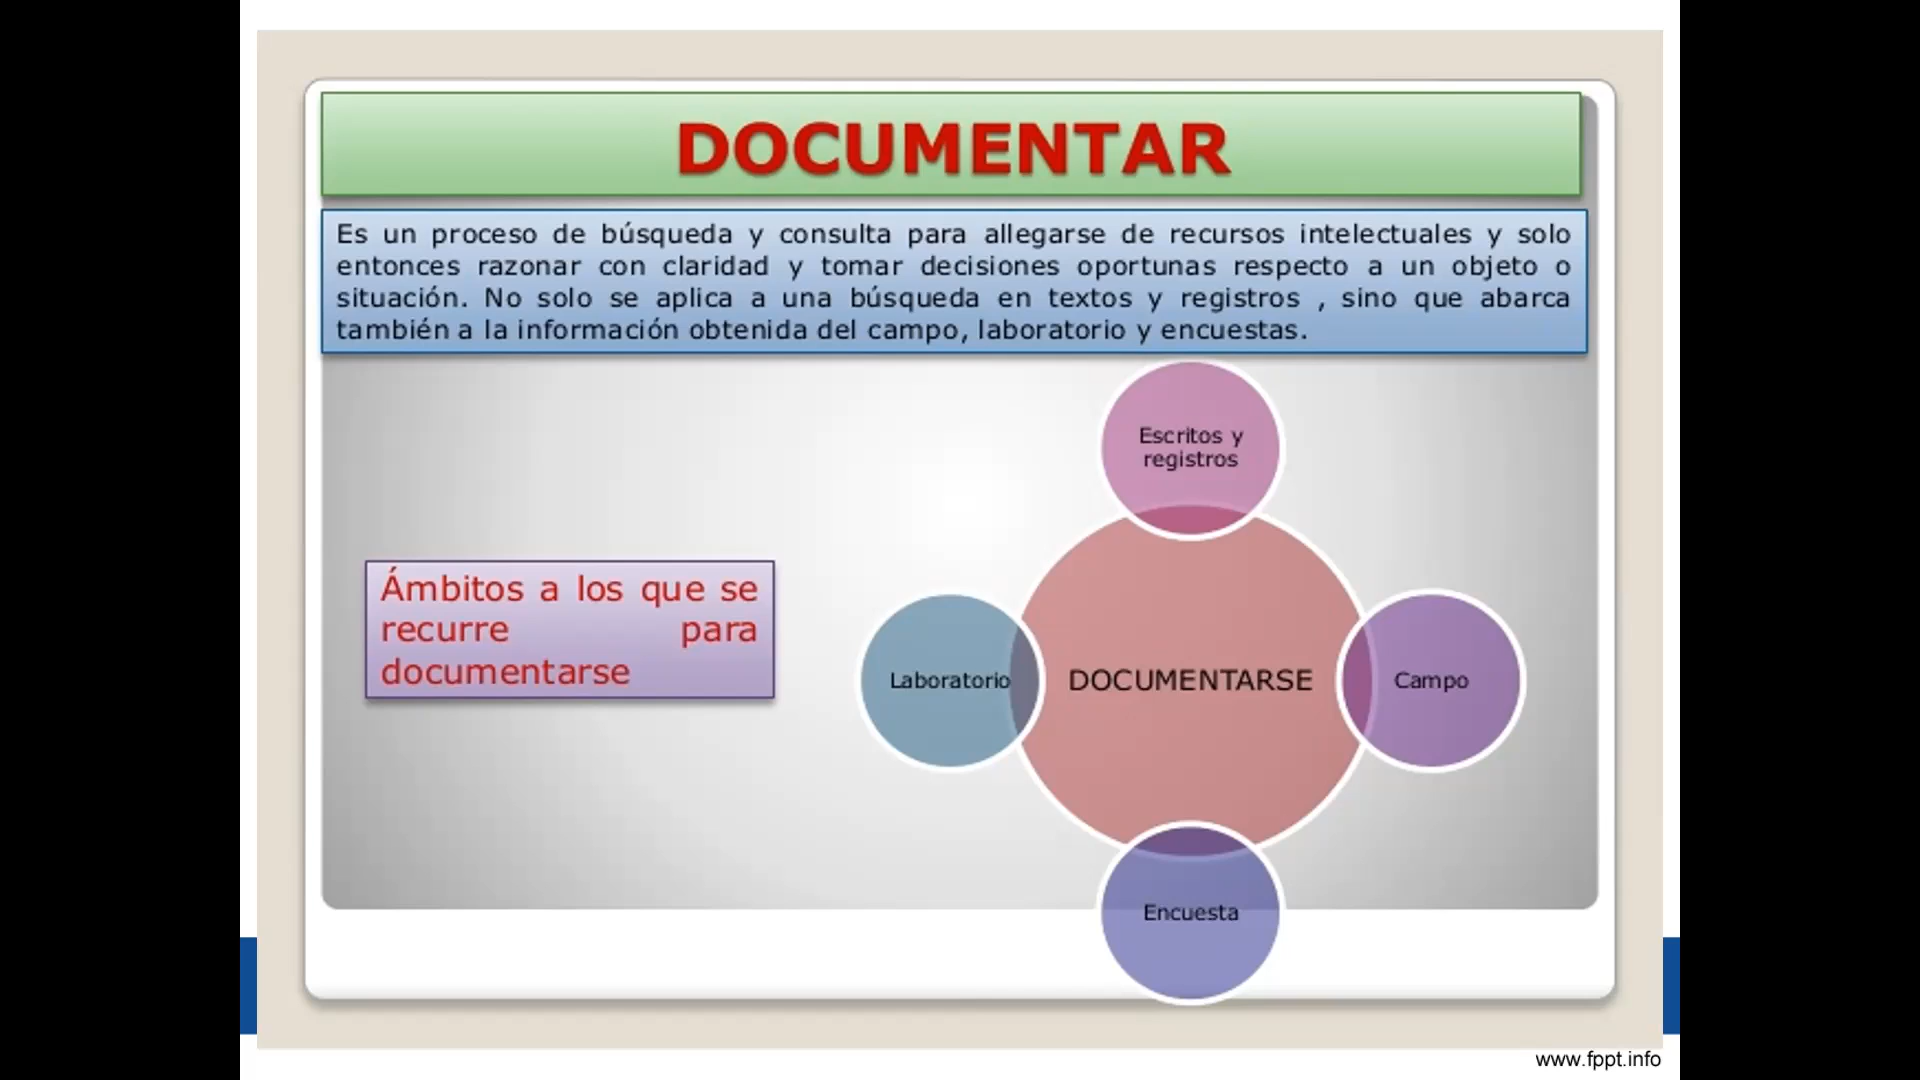 DOCUMENTAR
Es un proceso de búsqueda y consulta para allegarse de recursos intelectuales y solo
entonces razonar con claridad y tomar decisiones oportunas respecto a un objeto o
situación. No solo se aplica a una búsqueda en textos y registros , sino que abarca
también a la información obtenida del campo, laboratorio y encuestas.
Escritos y
registros
Ámbitos a los que se
recurre para
documentarse
Laboratorio
DOCUMENTARSE
Campo
Encuesta
www.fppt.info